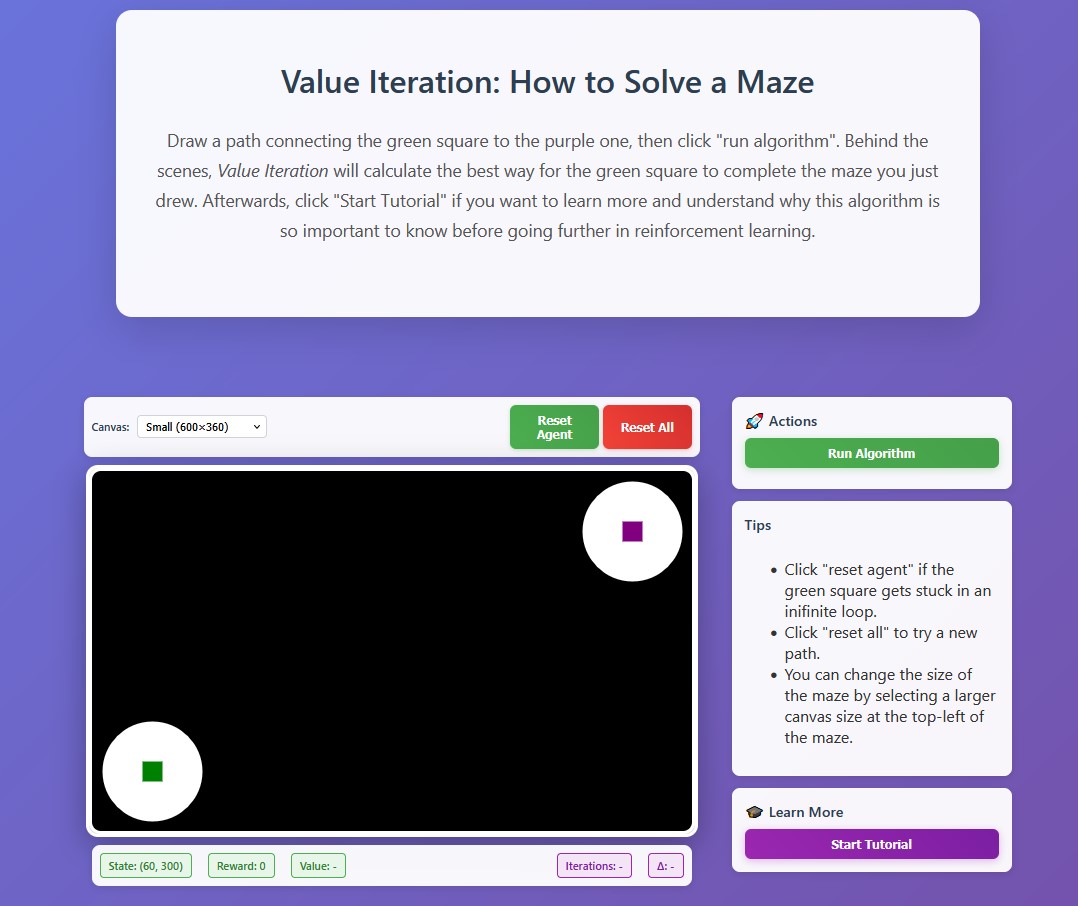 Value Iteration: How to Solve a Maze
Draw a path connecting the green square to the purple one, then click "run algorithm". Behind the
scenes, Value Iteration will calculate the best way for the green square to complete the maze you just
drew. Afterwards, click "Start Tutorial" if you want to learn more and understand why this algorithm is
so important to know before going further in reinforcement learning.
Canvas:
Small (600×360)
Reset
Agent
Reset All
🚀 Actions
Run Algorithm
Tips
• Click "reset agent" if the
green square gets stuck in an
inifinite loop.
• Click "reset all" to try a new
path.
• You can change the size of
the maze by selecting a larger
canvas size at the top-left of
the maze.
🎓 Learn More
Start Tutorial
State: (60, 300)
Reward: 0
Value: -
Iterations: -
Δ: -